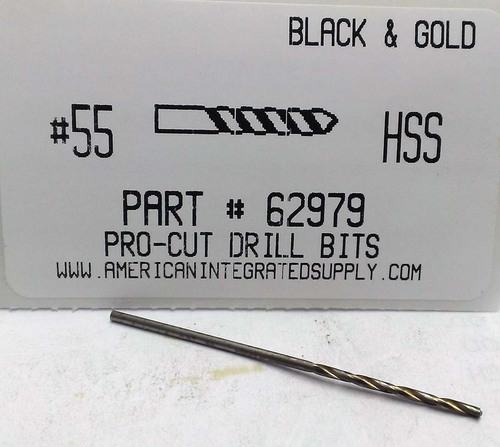 BLACK & GOLD
#55 HSS
PART # 62979
PRO-CUT DRILL BITS
WWW.AMERICANINTEGRATEDSUPPLY.COM